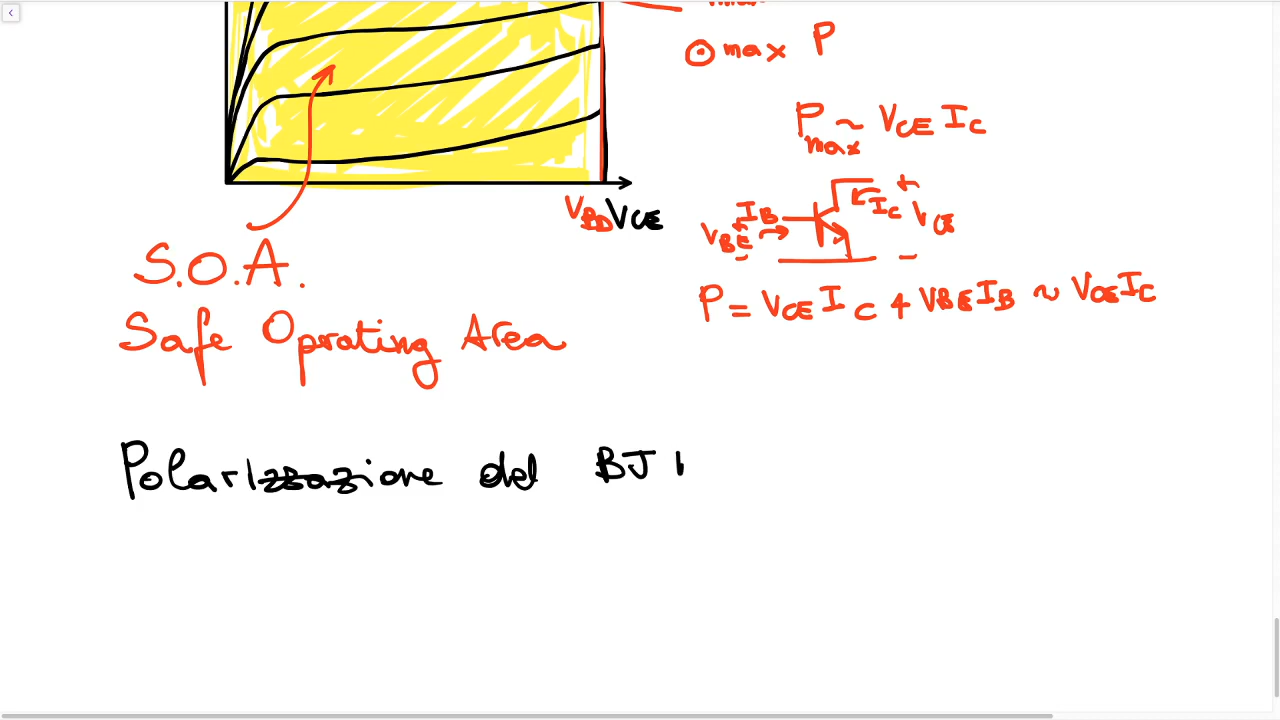 max P
P max ~ VCE IC
IB IC VCE
VBE
VBD VCE
P = VCE IC + VBE IB ~ VCE IC
S.O.A.
Safe Operating Area
Polarizzazione del BJ